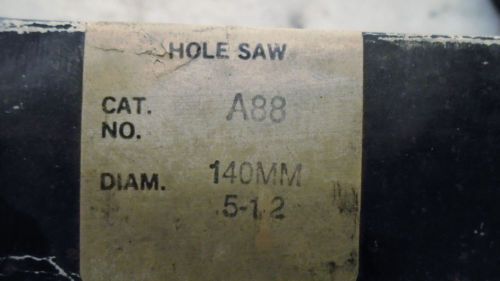 HOLE SAW
CAT. NO. A88
DIAM. 140MM
5-1 2